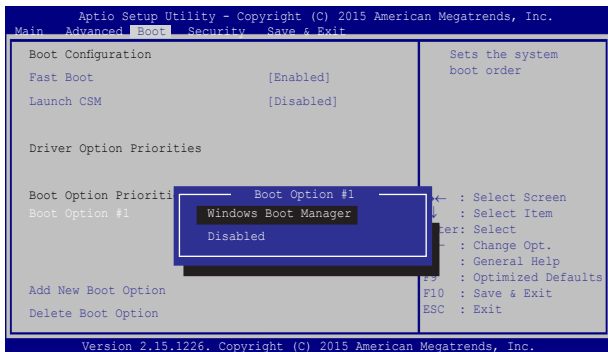 Aptio Setup Utility - Copyright (C) 2015 American Megatrends, Inc.
Main Advanced Boot Security Save & Exit
Boot Configuration
Fast Boot [Enabled]
Launch CSM [Disabled]
Driver Option Priorities
Boot Option Prioriti
Boot Option #1
Add New Boot Option
Delete Boot Option
Boot Option #1
Windows Boot Manager
Disabled
Sets the system
boot order
←  : Select Screen
: Select Item
ter: Select
: Change Opt.
: General Help
F9 : Optimized Defaults
F10 : Save & Exit
ESC : Exit
Version 2.15.1226. Copyright (C) 2015 American Megatrends, Inc.